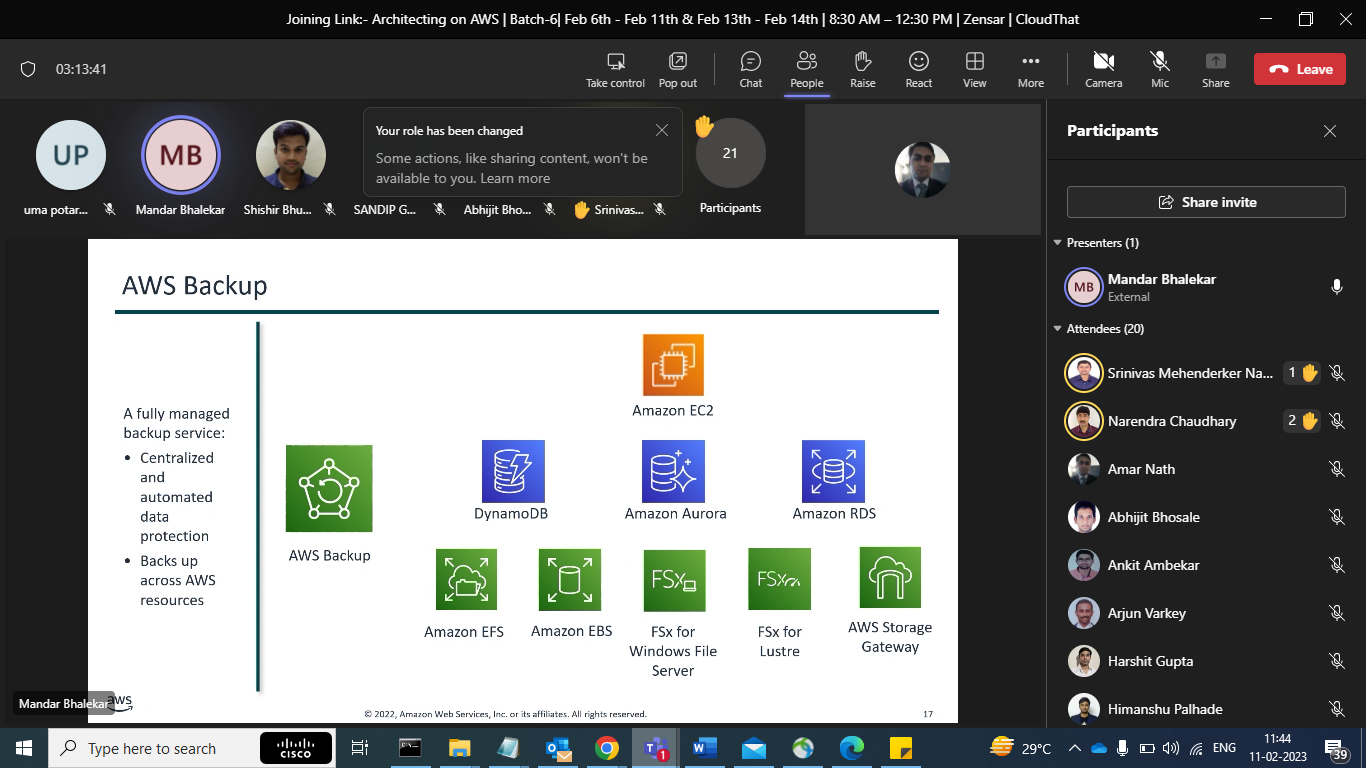 Joining Link:- Architecting on AWS | Batch-6| Feb 6th - Feb 11th & Feb 13th - Feb 14th | 8:30 AM – 12:30 PM | Zensar | CloudThat
03:13:41
Take control
Pop out
Chat
People
Raise
React
View
More
Camera
Mic
Share
Leave
UP
MB
Your role has been changed
Some actions, like sharing content, won't be
available to you. Learn more
21
uma potar...
Mandar Bhalekar
Shishir Bhu...
SANDIP G...
Abhijit Bho...
Srinivas...
Participants
Participants
Share invite
Presenters (1)
MB
Mandar Bhalekar
External
Attendees (20)
Srinivas Mehenderker Na...
1
Narendra Chaudhary
2
Amar Nath
Abhijit Bhosale
Ankit Ambekar
Arjun Varkey
Harshit Gupta
Himanshu Palhade
AWS Backup
A fully managed
backup service:
• Centralized
and
automated
data
protection
• Backs up
across AWS
resources
AWS Backup
Amazon EC2
DynamoDB
Amazon Aurora
Amazon RDS
FSx
FSx
Amazon EFS
Amazon EBS
FSx for
Windows File
Server
FSx for
Lustre
AWS Storage
Gateway
Mandar Bhalekar
aws
© 2022, Amazon Web Services, Inc. or its affiliates. All rights reserved.
17
Type here to search
CISCO
1
29°C
ENG
11:44
11-02-2023
39